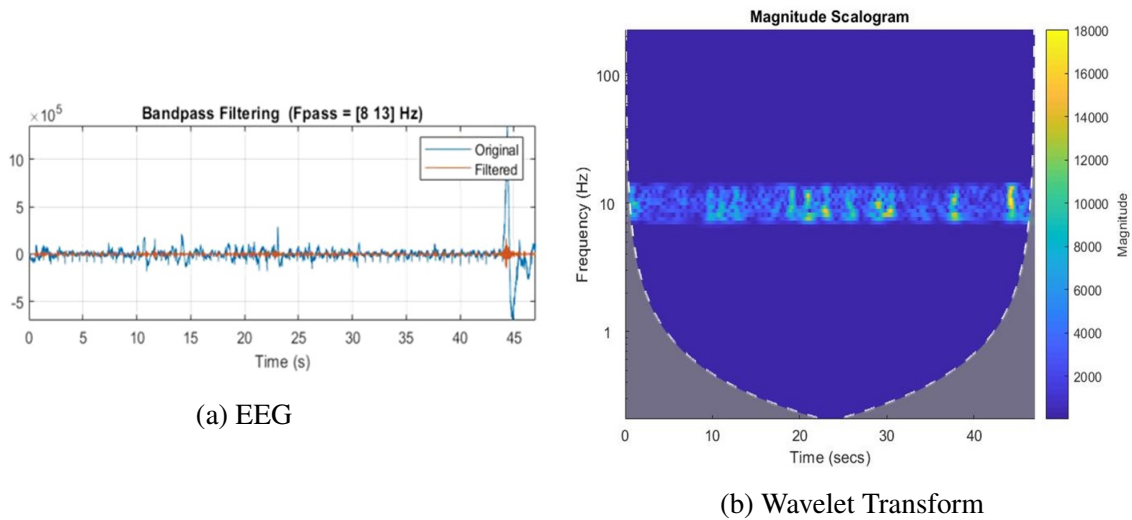 Bandpass Filtering (Fpass = [8 13] Hz)
×10⁵
10
5
0
-5
Original
Filtered
0 5 10 15 20 25 30 35 40 45
Time (s)
(a) EEG
Magnitude Scalogram
Frequency (Hz)
100
10
1
0 10 20 30 40
Time (secs)
18000
16000
14000
12000
10000
8000
6000
4000
2000
Magnitude
(b) Wavelet Transform